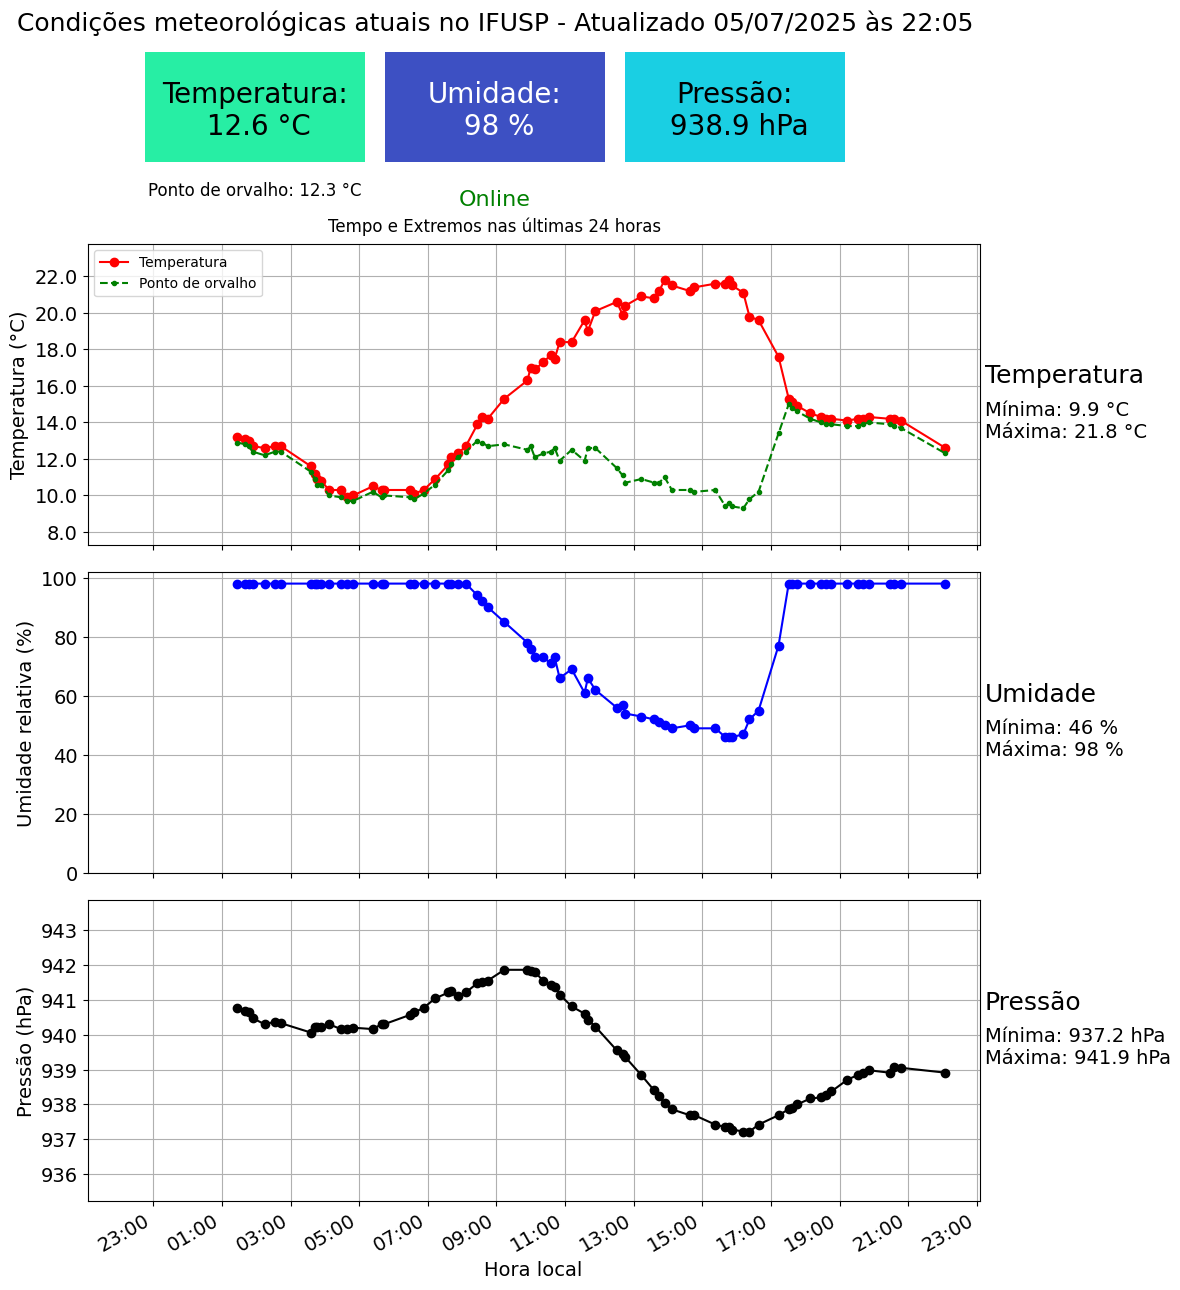 Condições meteorológicas atuais no IFUSP - Atualizado 05/07/2025 às 22:05
Temperatura:
12.6 °C
Umidade:
98 %
Pressão:
938.9 hPa
Ponto de orvalho: 12.3 °C
Online
Tempo e Extremos nas últimas 24 horas
Temperatura
Ponto de orvalho
Temperatura (°C)
22.0
20.0
18.0
16.0
14.0
12.0
10.0
8.0
Temperatura
Mínima: 9.9 °C
Máxima: 21.8 °C
Umidade relativa (%)
100
80
60
40
20
0
Umidade
Mínima: 46 %
Máxima: 98 %
Pressão (hPa)
943
942
941
940
939
938
937
936
Pressão
Mínima: 937.2 hPa
Máxima: 941.9 hPa
23:00
01:00
03:00
05:00
07:00
09:00
11:00
13:00
15:00
17:00
19:00
21:00
23:00
Hora local